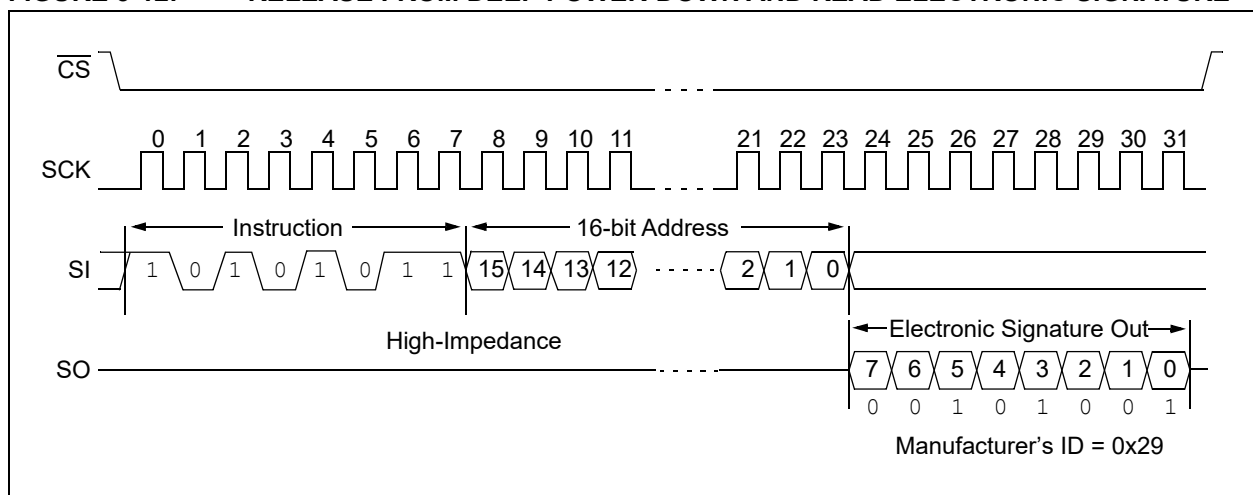 CS
0 1 2 3 4 5 6 7 8 9 10 11 21 22 23 24 25 26 27 28 29 30 31
SCK
Instruction 16-bit Address
SI 1 0 1 0 1 0 1 1 15 14 13 12 2 1 0
High-Impedance Electronic Signature Out
SO 7 6 5 4 3 2 1 0
0 0 1 0 1 0 0 1
Manufacturer's ID = 0x29